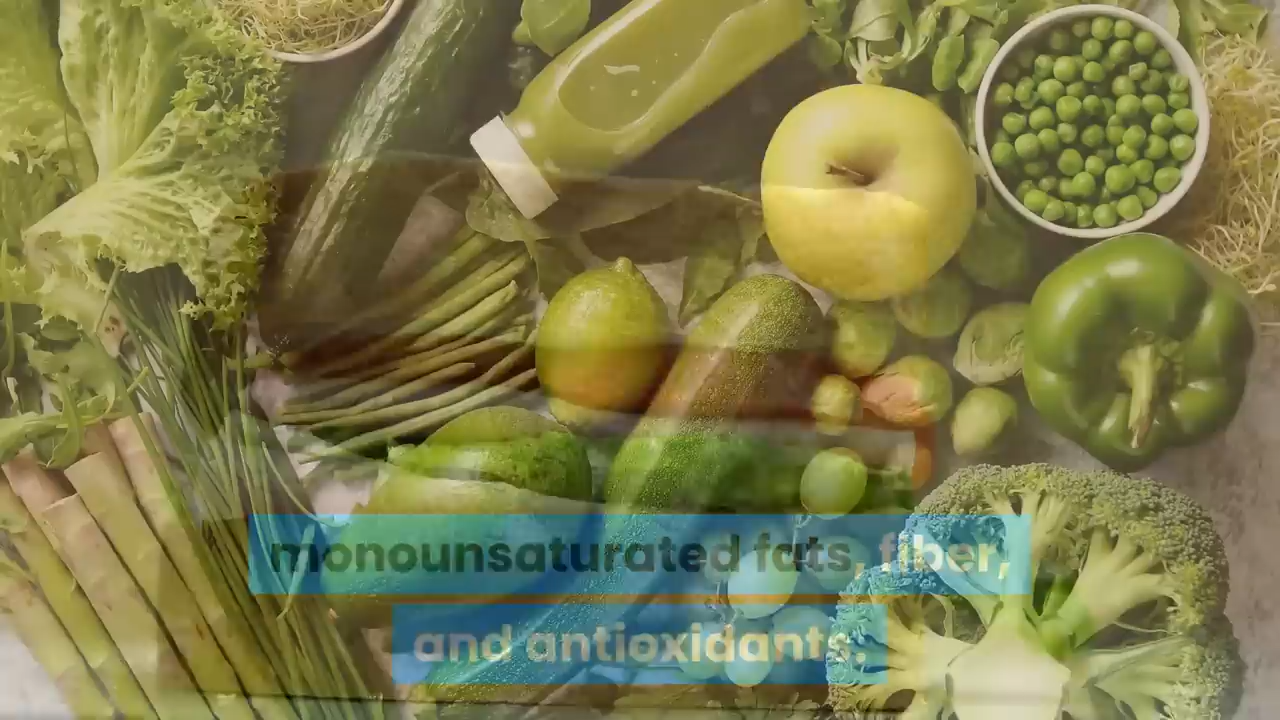 monounsaturated fats, fiber,
and antioxidants.